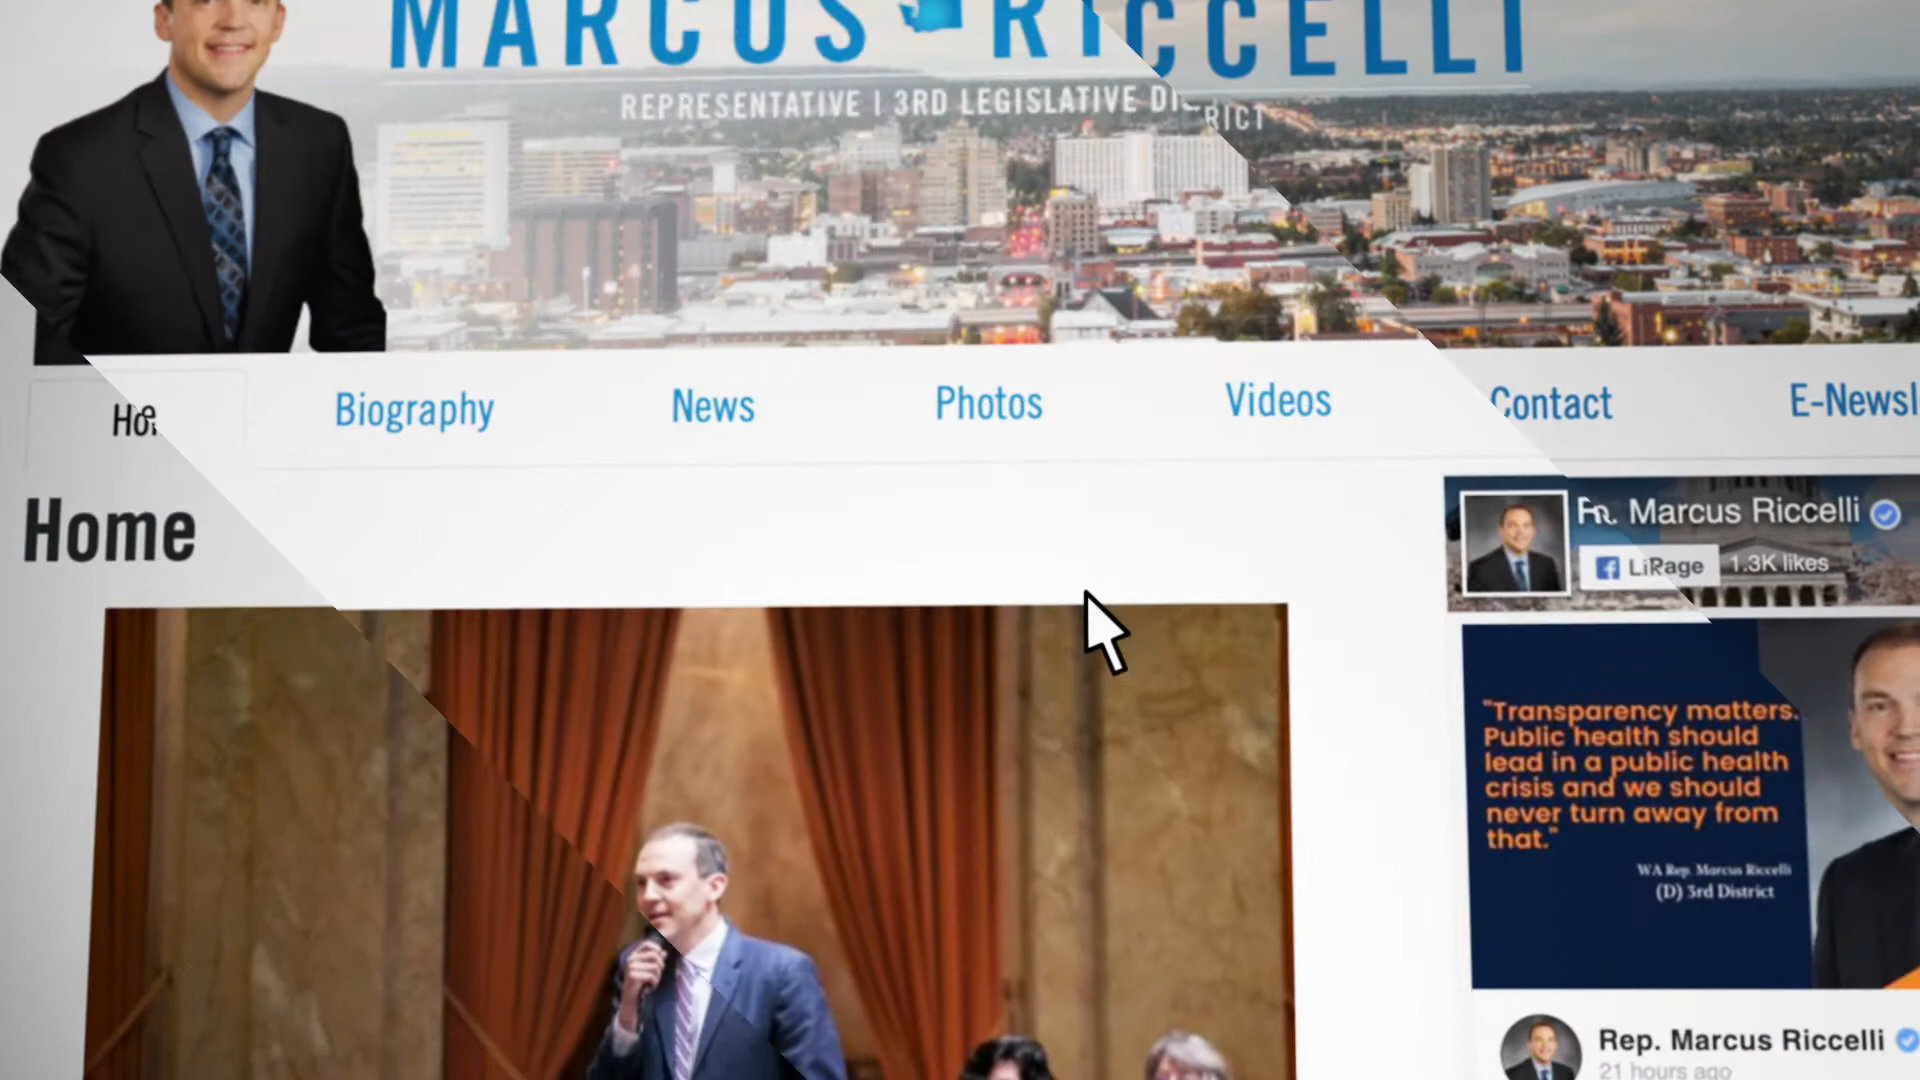 MARCUS RICCELLI
REPRESENTATIVE | 3RD LEGISLATIVE
Biography
News
Photos
Videos
Contact
E-Newsl
Home
Marcus Riccelli
1.3K likes
"Transparency matters.
Public health should
lead in a public health
crisis and we should
never turn away from
that."
WA Rep. Marcus Riccelli
(D) 3rd District
Rep. Marcus Riccelli
21 hours ago